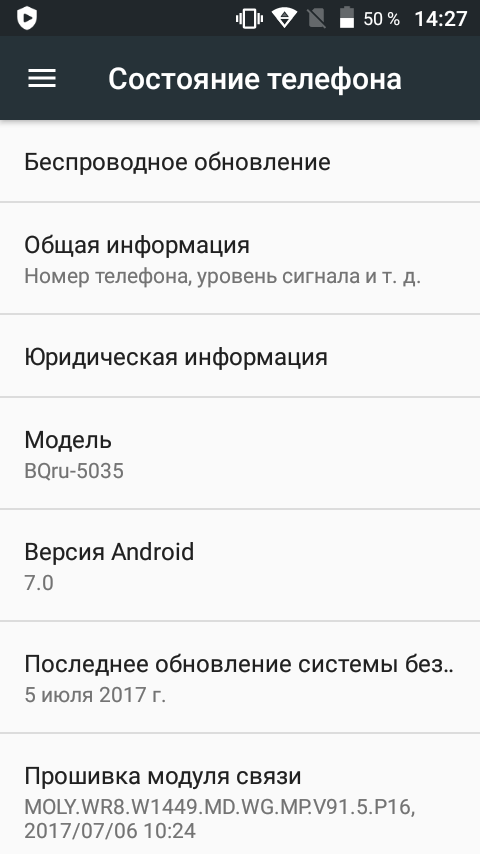 50 % 14:27
Состояние телефона
Беспроводное обновление
Общая информация
Номер телефона, уровень сигнала и т. д.
Юридическая информация
Модель
BQru-5035
Версия Android
7.0
Последнее обновление системы без..
5 июля 2017 г.
Прошивка модуля связи
MOLY.WR8.W1449.MD.WG.MP.V91.5.P16,
2017/07/06 10:24